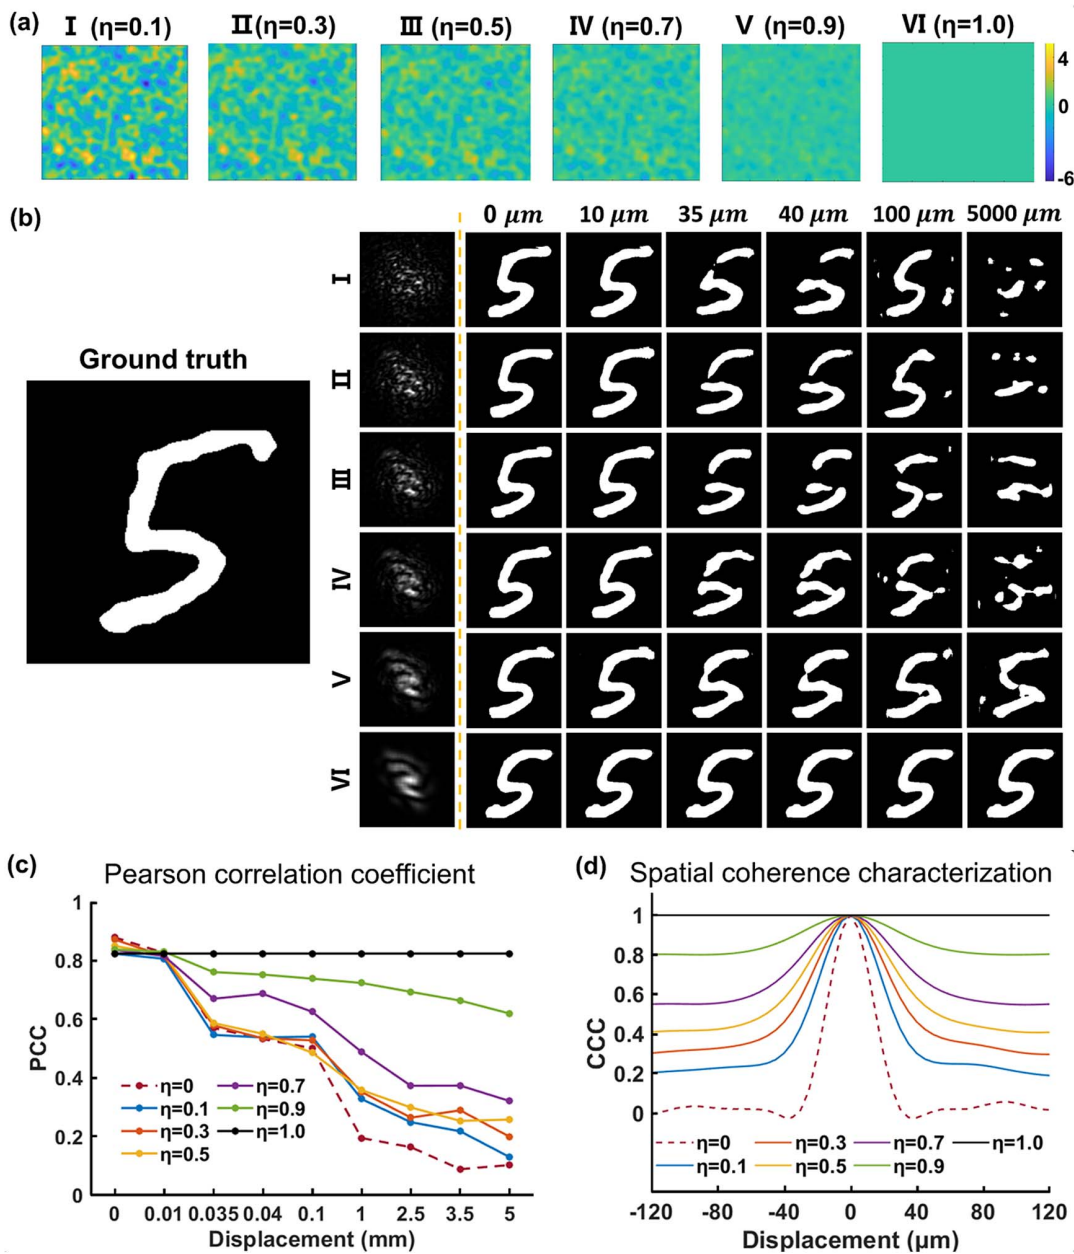 (a)
Ⅰ (η=0.1) Ⅱ(η=0.3) Ⅲ (η=0.5) Ⅳ (η=0.7) Ⅴ (η=0.9) Ⅵ (η=1.0)
4
0
-6
(b)
0 μm 10 μm 35 μm 40 μm 100 μm 5000 μm
Ground truth
Ⅰ
Ⅱ
Ⅲ
Ⅳ
Ⅴ
Ⅵ
(c) Pearson correlation coefficient
PCC
1
0.8
0.6
0.4
0.2
0
η=0 η=0.7
η=0.1 η=0.9
η=0.3 η=1.0
η=0.5
0 0.01 0.035 0.04 0.1 1 2.5 3.5 5
Displacement (mm)
(d) Spatial coherence characterization
CCC
1
0.8
0.6
0.4
0.2
0
η=0 η=0.3 η=0.7 η=1.0
η=0.1 η=0.5 η=0.9
-120 -80 -40 0 40 80 120
Displacement (μm)